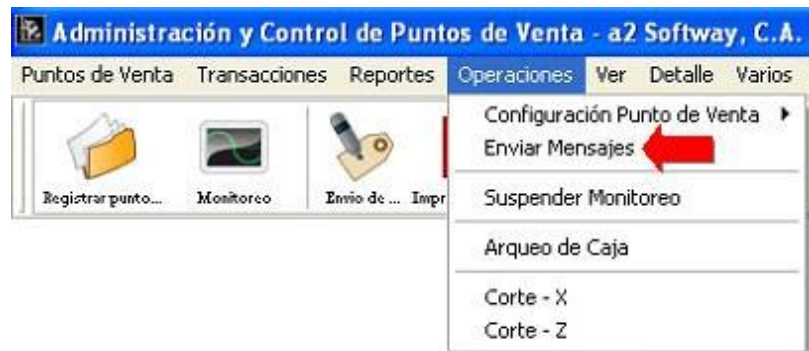 Administración y Control de Puntos de Venta - a2 Softway, C.A.
Puntos de Venta Transacciones Reportes Operaciones Ver Detalle Varios
Configuración Punto de Venta
Enviar Mensajes
Suspender Monitoreo
Arqueo de Caja
Corte - X
Corte - Z
Registrar punto... Monitoreo Envio de ... Impr